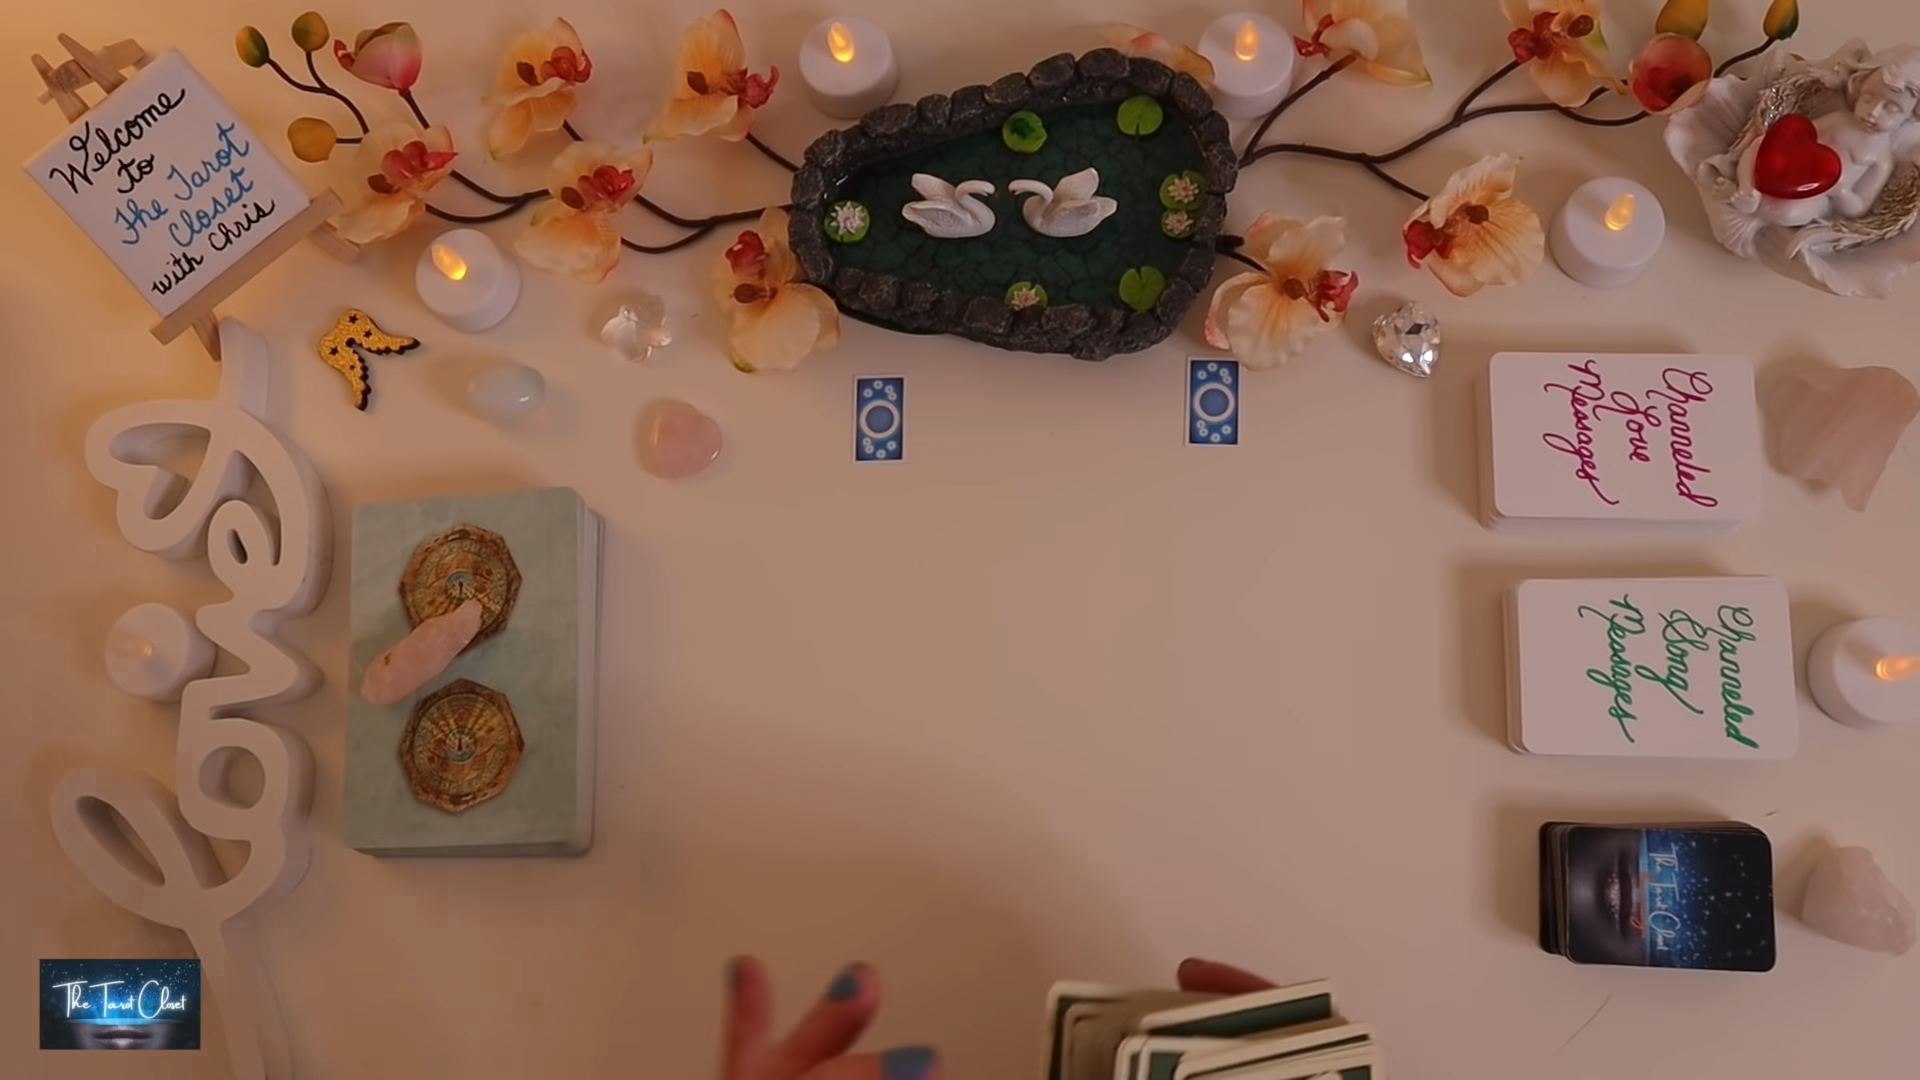 Welcome
to
the Tarot
Closet
with Chris
Love
Channeled
Love
Messages
Channeled
Song
Messages
The Tarot Closet
The Tarot Closet